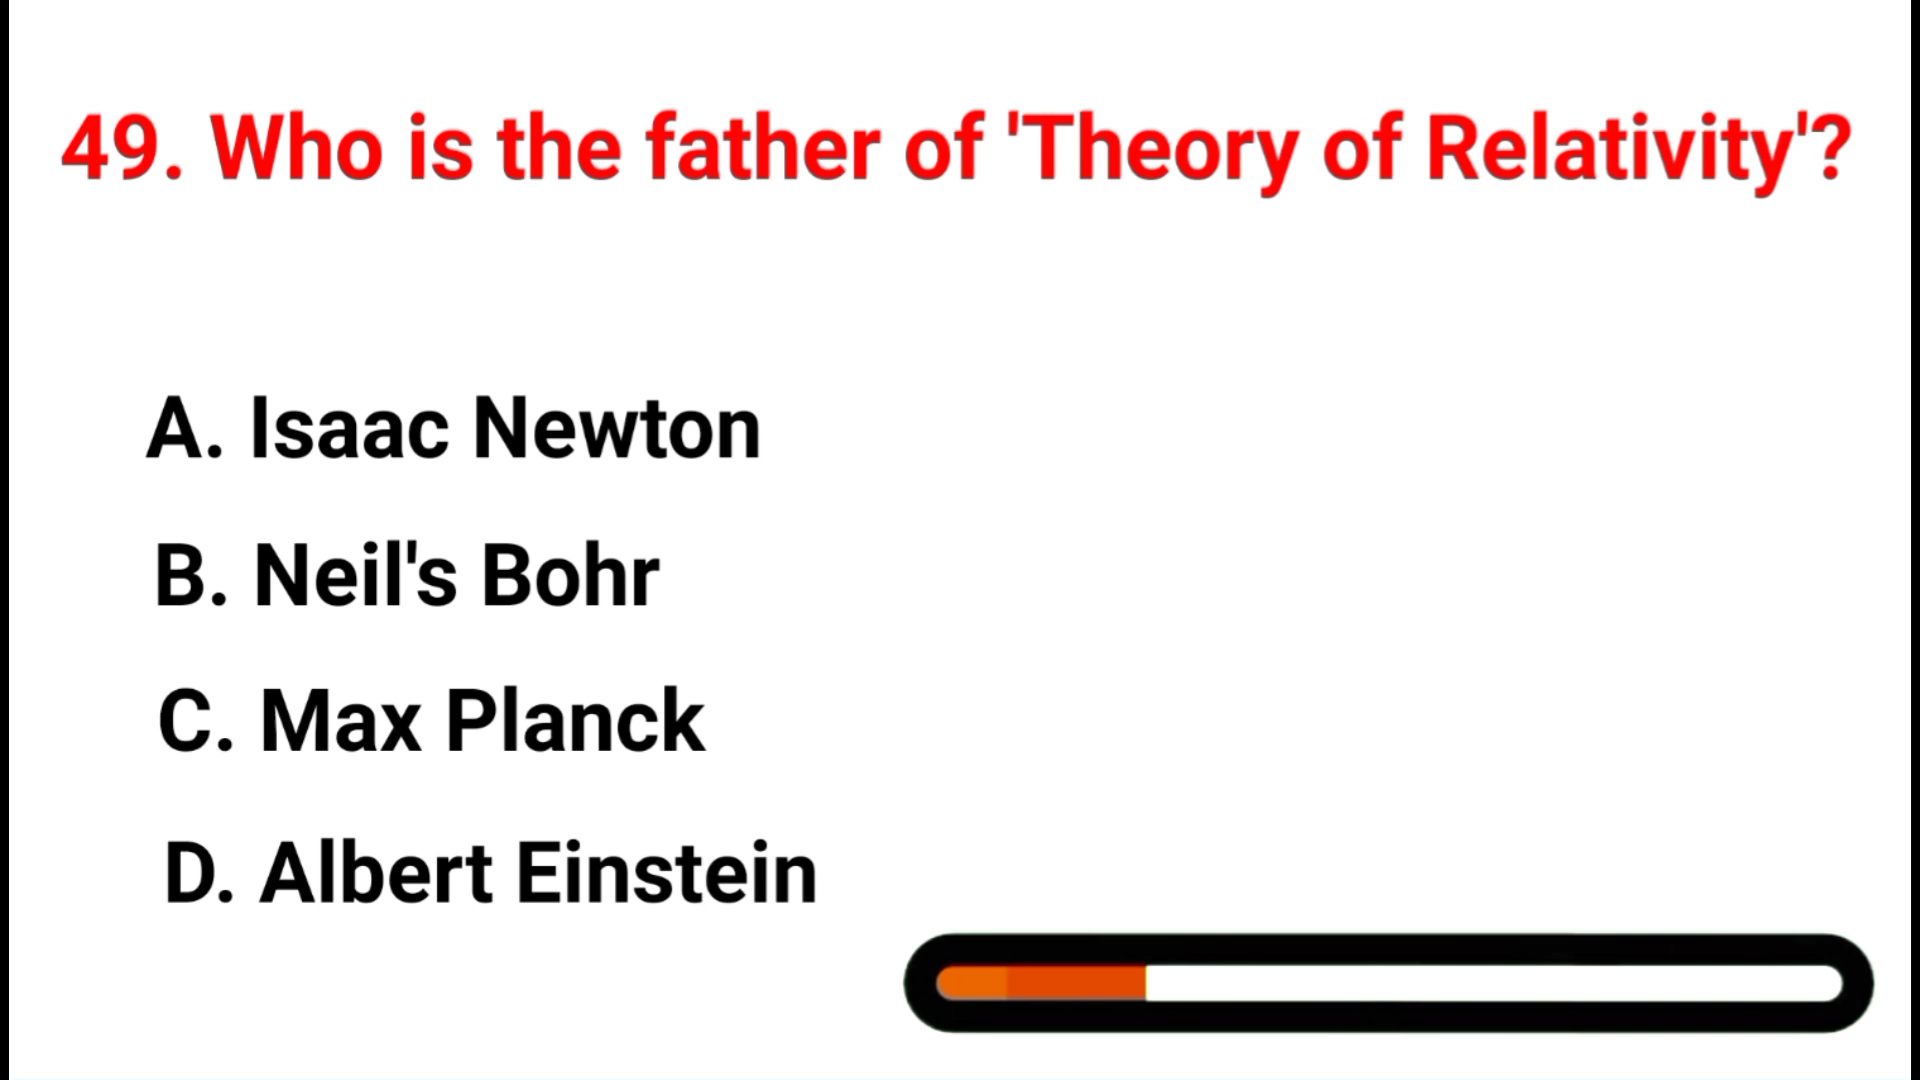 49. Who is the father of 'Theory of Relativity'?
A. Isaac Newton
B. Neil's Bohr
C. Max Planck
D. Albert Einstein